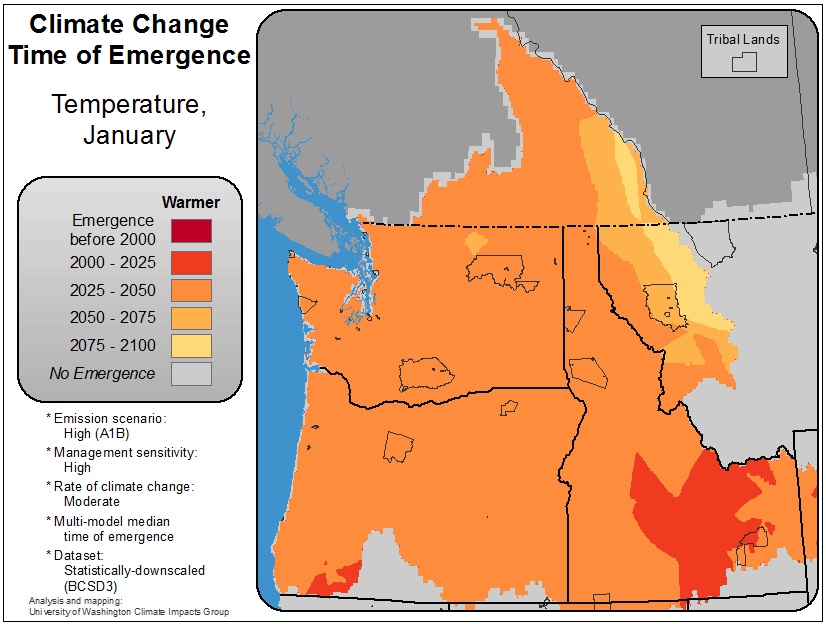 Climate Change
Time of Emergence
Temperature,
January
Warmer
Emergence
before 2000
2000 - 2025
2025 - 2050
2050 - 2075
2075 - 2100
No Emergence
* Emission scenario:
High (A1B)
* Management sensitivity:
High
* Rate of climate change:
Moderate
* Multi-model median
time of emergence
* Dataset:
Statistically-downscaled
(BCSD3)
Analysis and mapping:
University of Washington Climate Impacts Group
Tribal Lands